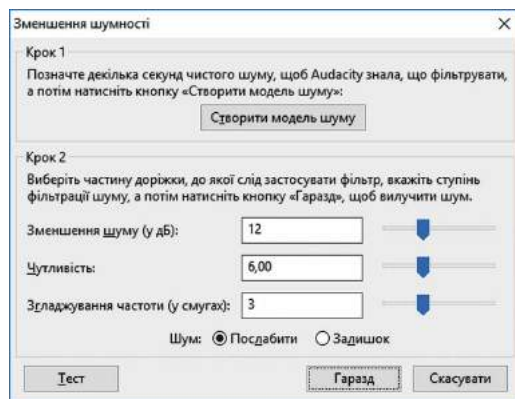 Зменшення шумності
Крок 1
Позначте декілька секунд чистого шуму, щоб Audacity знала, що фільтрувати,
а потім натисніть кнопку «Створити модель шуму»:
Створити модель шуму
Крок 2
Виберіть частину доріжки, до якої слід застосувати фільтр, вкажіть ступінь
фільтрації шуму, а потім натисніть кнопку «Гаразд», щоб вилучити шум.
Зменшення шуму (у дБ): 12
Чутливість: 6,00
Згладжування частоти (у смугах): 3
Шум: Послабити Залишок
Тест Гаразд Скасувати